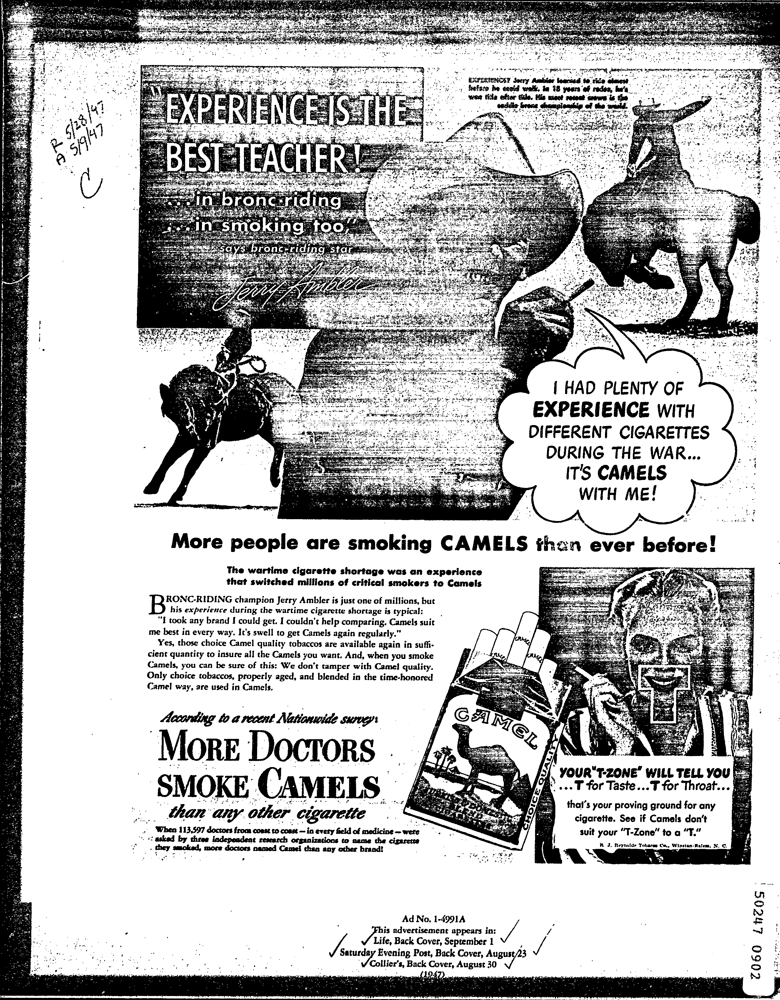 R 5/28/47
A 5/9/47
C
EXPERIENCE? Jerry Ambler learned to ride almost
before he could walk. In 18 years of rodeo, he's
won title after title. His most recent crown is the
saddle bronc championship of the world.
"EXPERIENCE IS THE
BEST TEACHER!
...in bronc-riding
...in smoking too,"
says bronc-riding star
Jerry Ambler
I HAD PLENTY OF
EXPERIENCE WITH
DIFFERENT CIGARETTES
DURING THE WAR...
IT'S CAMELS
WITH ME!
More people are smoking CAMELS than ever before!
The wartime cigarette shortage was an experience
that switched millions of critical smokers to Camels
BRONC-RIDING champion Jerry Ambler is just one of millions, but
his experience during the wartime cigarette shortage is typical:
"I took any brand I could get. I couldn't help comparing. Camels suit
me best in every way. It's swell to get Camels again regularly."
Yes, those choice Camel quality tobaccos are available again in suffi-
cient quantity to insure all the Camels you want. And, when you smoke
Camels, you can be sure of this: We don't tamper with Camel quality.
Only choice tobaccos, properly aged, and blended in the time-honored
Camel way, are used in Camels.
According to a recent Nationwide survey:
MORE DOCTORS
SMOKE CAMELS
than any other cigarette
When 113,597 doctors from coast to coast — in every field of medicine — were
asked by three independent research organizations to name the cigarette
they smoked, more doctors named Camel than any other brand!
CAMEL
CAMEL
CAMEL
CAMEL
CHOICE QUALITY
YOUR "T-ZONE" WILL TELL YOU
...T for Taste...T for Throat...
that's your proving ground for any
cigarette. See if Camels don't
suit your "T-Zone" to a "T."
R. J. Reynolds Tobacco Co., Winston-Salem, N. C.
Ad No. 1-4991A
This advertisement appears in:
Life, Back Cover, September 1
Saturday Evening Post, Back Cover, August 23
Collier's, Back Cover, August 30
(1947)
50247 0902